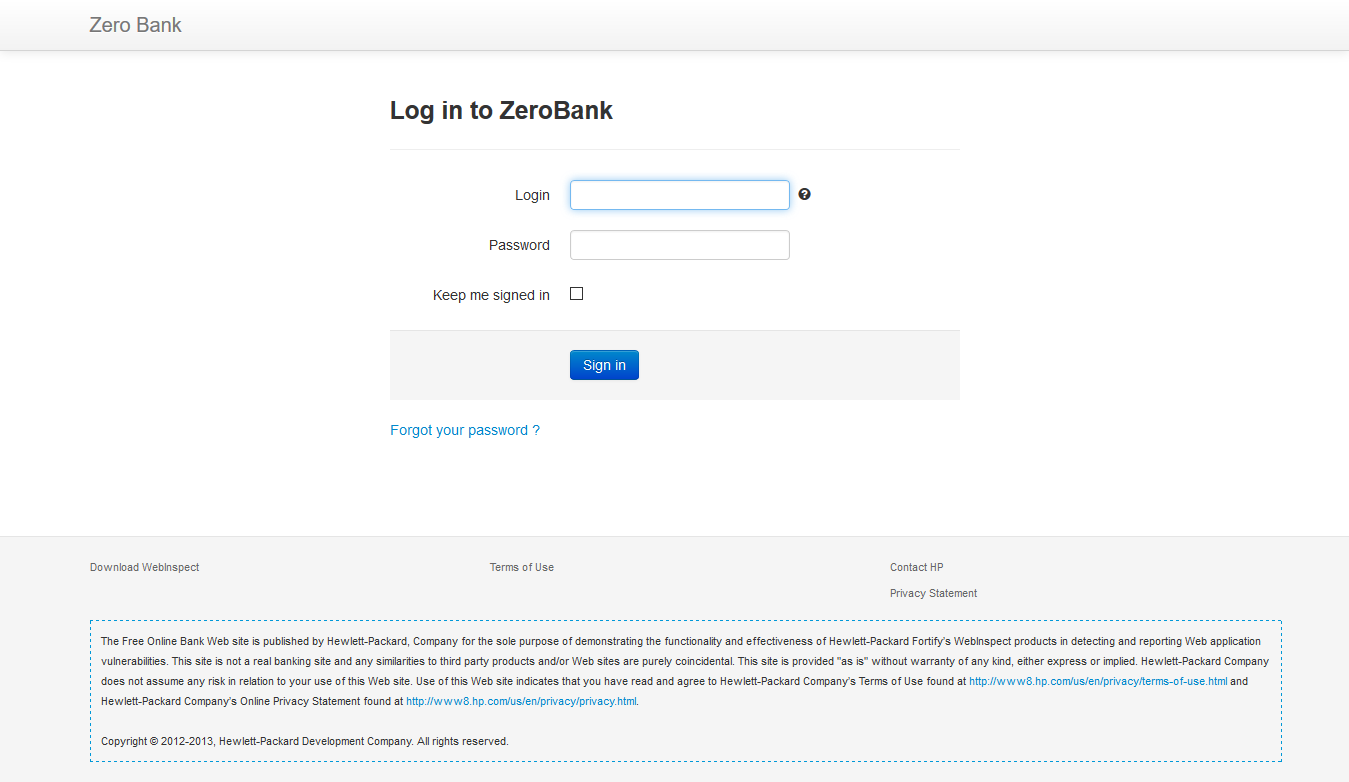 Zero Bank
Log in to ZeroBank
Login
Password
Keep me signed in
Sign in
Forgot your password ?
Download WebInspect
Terms of Use
Contact HP
Privacy Statement
The Free Online Bank Web site is published by Hewlett-Packard, Company for the sole purpose of demonstrating the functionality and effectiveness of Hewlett-Packard Fortify's WebInspect products in detecting and reporting Web application
vulnerabilities. This site is not a real banking site and any similarities to third party products and/or Web sites are purely coincidental. This site is provided "as is" without warranty of any kind, either express or implied. Hewlett-Packard Company
does not assume any risk in relation to your use of this Web site. Use of this Web site indicates that you have read and agree to Hewlett-Packard Company's Terms of Use found at http://www8.hp.com/us/en/privacy/terms-of-use.html and
Hewlett-Packard Company's Online Privacy Statement found at http://www8.hp.com/us/en/privacy/privacy.html.
Copyright © 2012-2013, Hewlett-Packard Development Company. All rights reserved.